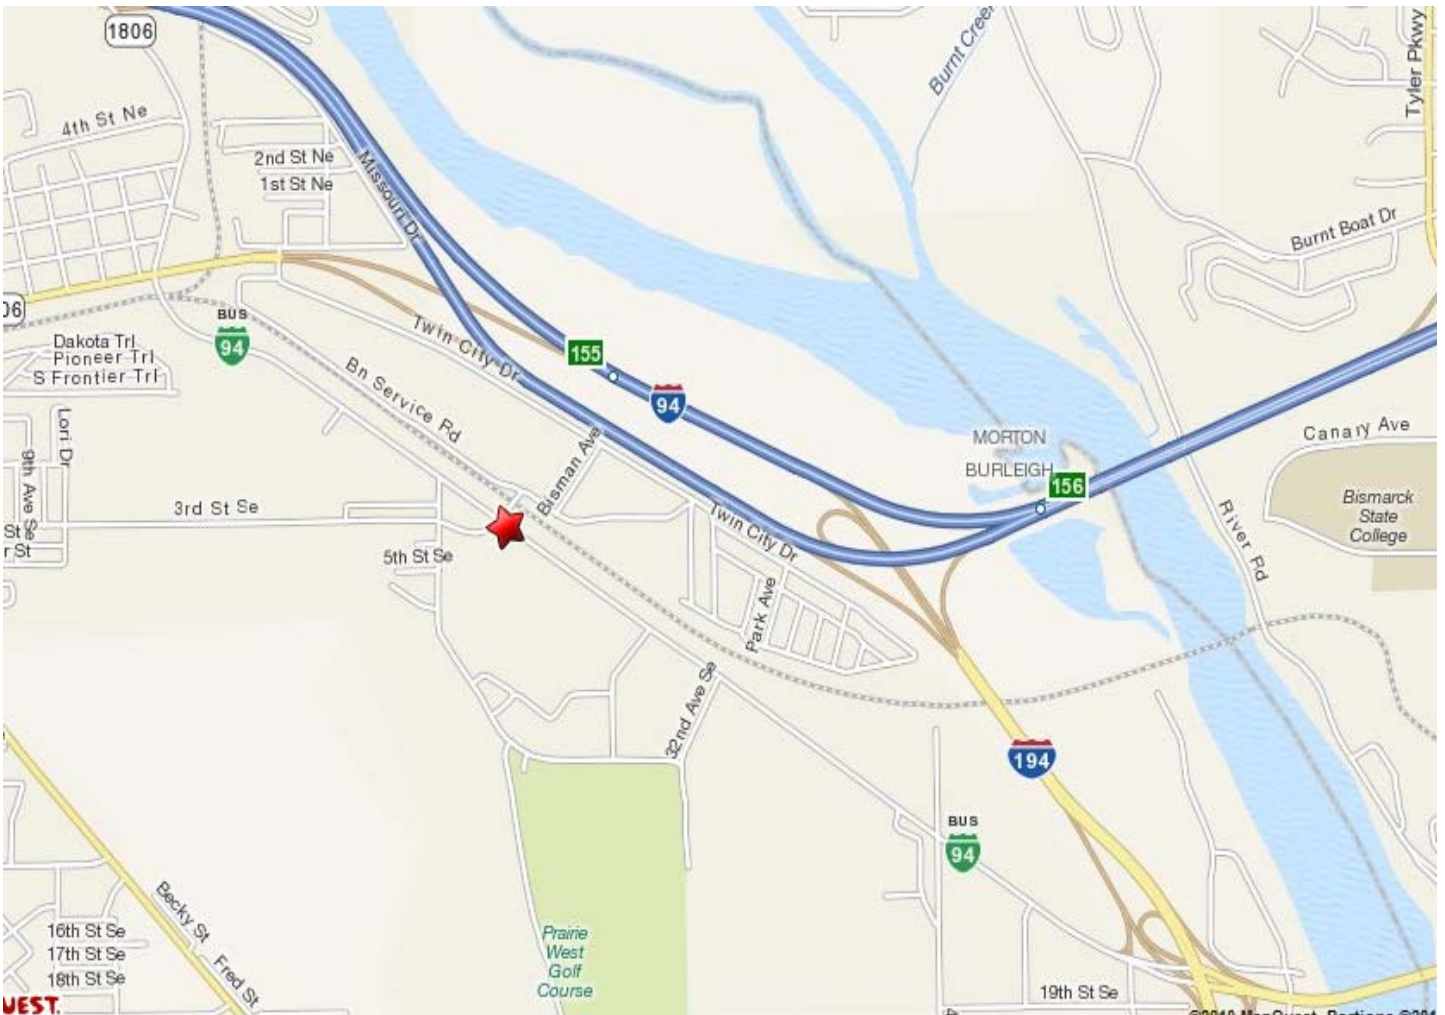 1806
Burnt Creek
Tyler Pkwy
4th St Ne
2nd St Ne
1st St Ne
Missouri Dr
Burnt Boat Dr
06
BUS
94
Dakota Trl
Pioneer Trl
S Frontier Trl
Twin City Dr
155
94
Bn Service Rd
Lori Dr
9th Ave Se
Bisman Ave
MORTON
BURLEIGH
156
Canary Ave
Bismarck
State
College
3rd St Se
St
r St
5th St Se
Twin City Dr
River Rd
Park Ave
32nd Ave Se
194
BUS
94
Becky St
Fred St
16th St Se
17th St Se
18th St Se
Prairie
West
Golf
Course
19th St Se
UEST.